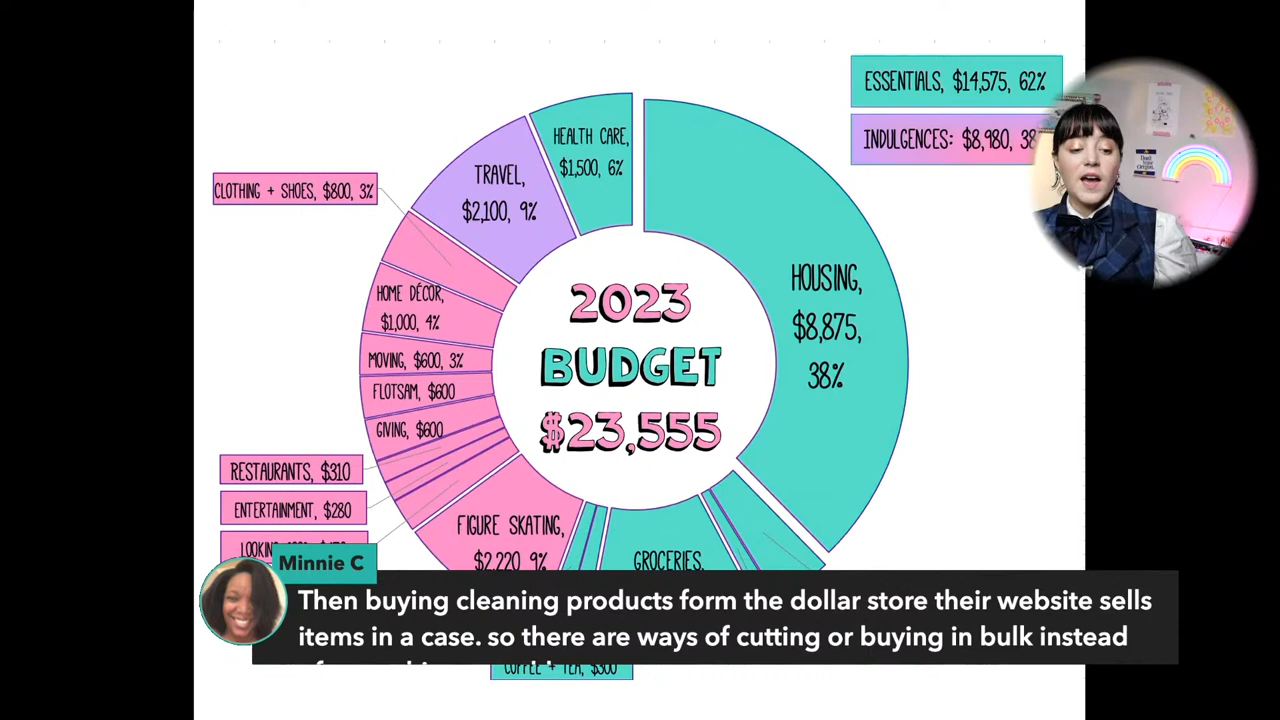 ESSENTIALS, $14,575, 62%
INDULGENCES: $8,980, 38
HEALTH CARE,
$1,500, 6%
TRAVEL,
$2,100, 9%
CLOTHING + SHOES, $800, 3%
HOUSING,
$8,875,
38%
HOME DÉCOR,
$1,000, 4%
2023
BUDGET
$23,555
MOVING, $600, 3%
FLOTSAM, $600
GIVING, $600
RESTAURANTS, $310
ENTERTAINMENT, $280
FIGURE SKATING,
$2,220 9%
GROCERIES,
Minnie C
Then buying cleaning products form the dollar store their website sells
items in a case. so there are ways of cutting or buying in bulk instead
COFFEE + TEA, $300